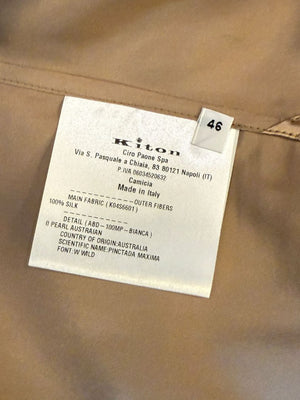 46
Kiton
Ciro Paone Spa
Via S. Pasquale a Chiaia, 83 80121 Napoli (IT)
P.IVA 06034520632
Camicia
Made in Italy
OUTER FIBERS
MAIN FABRIC (K0456601)
100% SILK
DETAIL (ABO -100MP-BIANCA)
0 PEARL AUSTRAIAN
COUNTRY OF ORIGIN:AUSTRALIA
SCIENTIFIC NAME:PINCTADA MAXIMA
FONT:W WILD